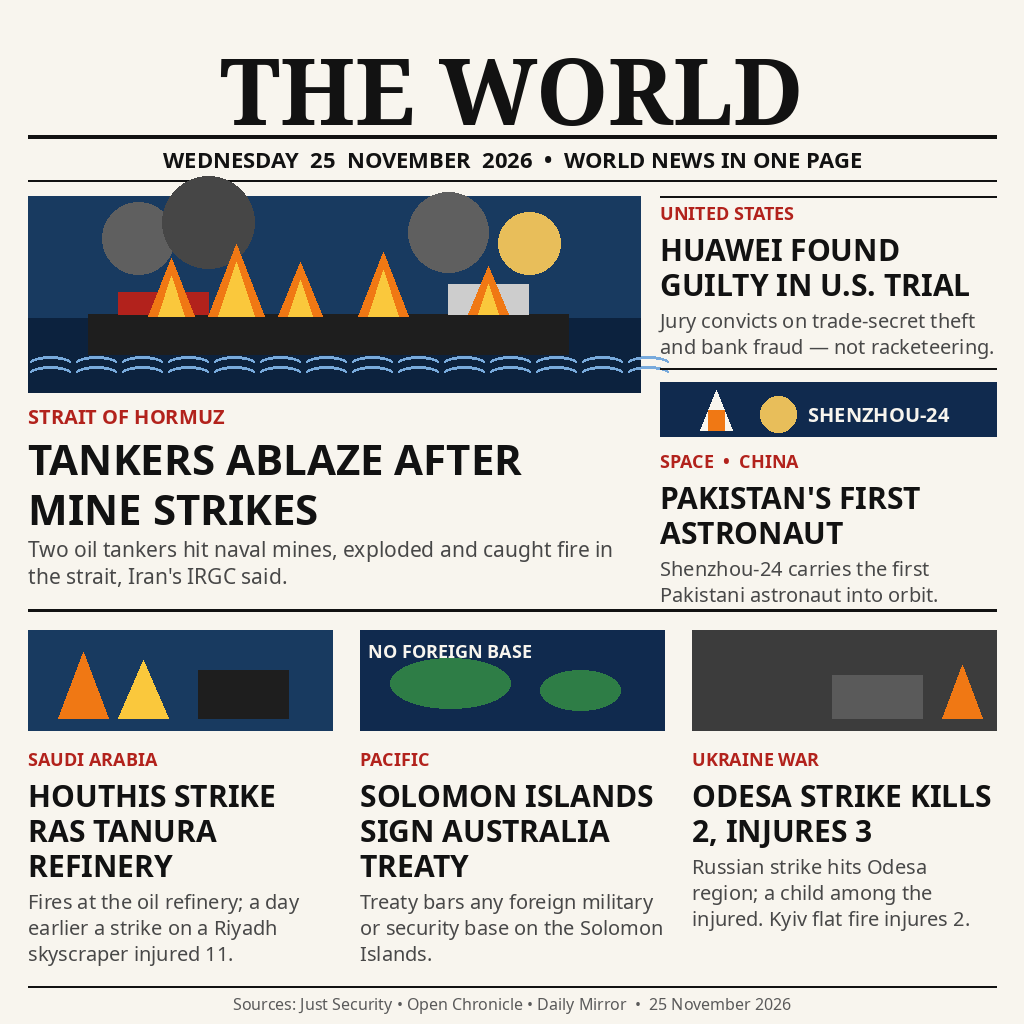 THE WORLD
WEDNESDAY 25 NOVEMBER 2026 • WORLD NEWS IN ONE PAGE
STRAIT OF HORMUZ
TANKERS ABLAZE AFTER
MINE STRIKES
Two oil tankers hit naval mines, exploded and caught fire in
the strait, Iran's IRGC said.
UNITED STATES
HUAWEI FOUND
GUILTY IN U.S. TRIAL
Jury convicts on trade-secret theft
and bank fraud — not racketeering.
SHENZHOU-24
SPACE • CHINA
PAKISTAN'S FIRST
ASTRONAUT
Shenzhou-24 carries the first
Pakistani astronaut into orbit.
SAUDI ARABIA
HOUTHIS STRIKE
RAS TANURA
REFINERY
Fires at the oil refinery; a day
earlier a strike on a Riyadh
skyscraper injured 11.
NO FOREIGN BASE
PACIFIC
SOLOMON ISLANDS
SIGN AUSTRALIA
TREATY
Treaty bars any foreign military
or security base on the Solomon
Islands.
UKRAINE WAR
ODESA STRIKE KILLS
2, INJURES 3
Russian strike hits Odesa
region; a child among the
injured. Kyiv flat fire injures 2.
Sources: Just Security • Open Chronicle • Daily Mirror • 25 November 2026